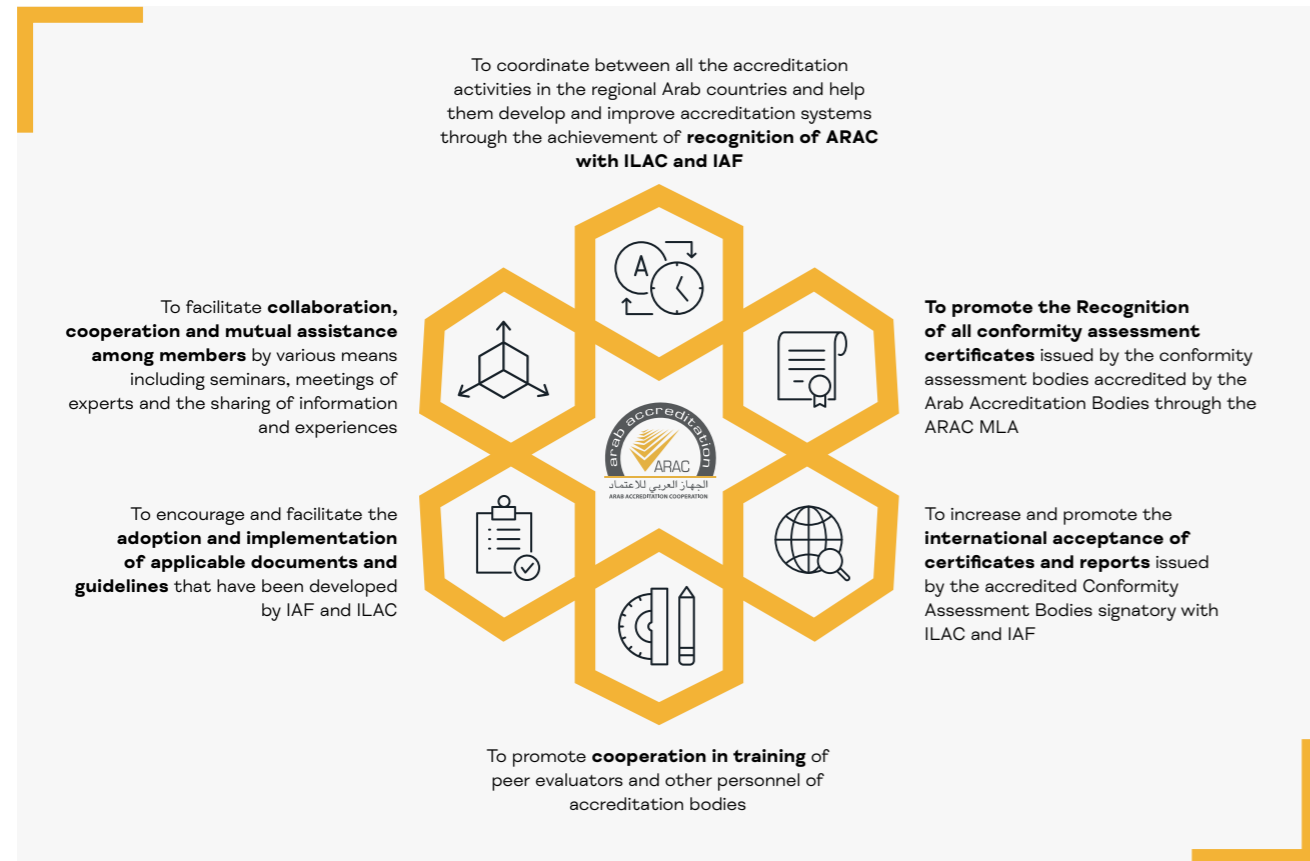 To coordinate between all the accreditation
activities in the regional Arab countries and help
them develop and improve accreditation systems
through the achievement of recognition of ARAC
with ILAC and IAF
A
To facilitate collaboration,
cooperation and mutual assistance
among members by various means
including seminars, meetings of
experts and the sharing of information
and experiences
To promote the Recognition
of all conformity assessment
certificates issued by the conformity
assessment bodies accredited by the
Arab Accreditation Bodies through the
ARAC MLA
arab accreditation
ARAC
الجهاز العربي للاعتماد
ARAB ACCREDITATION COOPERATION
To encourage and facilitate the
adoption and implementation
of applicable documents and
guidelines that have been developed
by IAF and ILAC
To increase and promote the
international acceptance of
certificates and reports issued
by the accredited Conformity
Assessment Bodies signatory with
ILAC and IAF
To promote cooperation in training of
peer evaluators and other personnel of
accreditation bodies